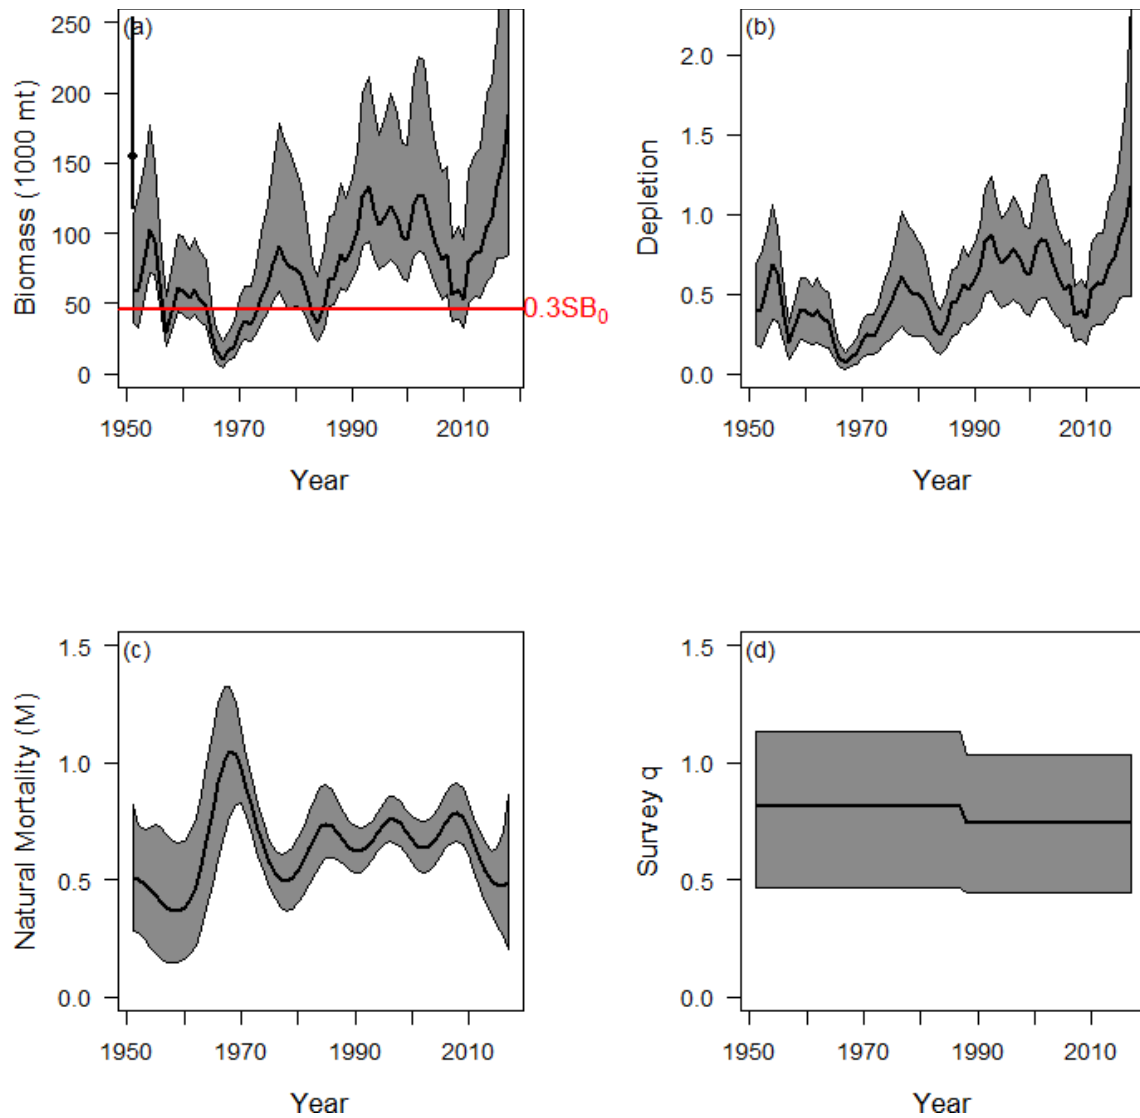 (a)
Biomass (1000 mt)
250
200
150
100
50
0
0.3SB₀
1950 1970 1990 2010
Year
(b)
Depletion
2.0
1.5
1.0
0.5
0.0
1950 1970 1990 2010
Year
(c)
Natural Mortality (M)
1.5
1.0
0.5
0.0
1950 1970 1990 2010
Year
(d)
Survey q
1.5
1.0
0.5
0.0
1950 1970 1990 2010
Year